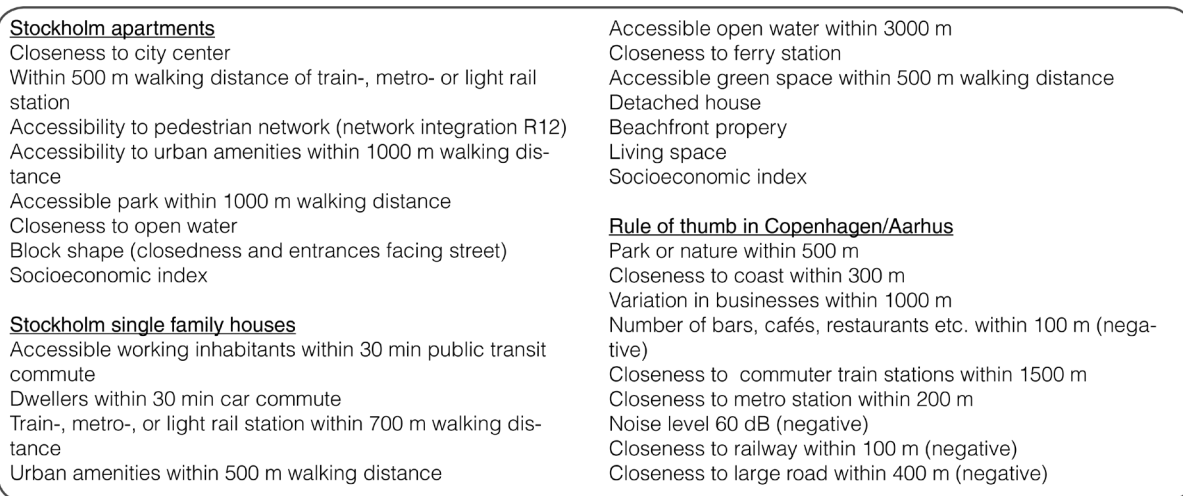 Stockholm apartments
Closeness to city center
Within 500 m walking distance of train-, metro- or light rail
station
Accessibility to pedestrian network (network integration R12)
Accessibility to urban amenities within 1000 m walking dis-
tance
Accessible park within 1000 m walking distance
Closeness to open water
Block shape (closedness and entrances facing street)
Socioeconomic index

Stockholm single family houses
Accessible working inhabitants within 30 min public transit
commute
Dwellers within 30 min car commute
Train-, metro-, or light rail station within 700 m walking dis-
tance
Urban amenities within 500 m walking distance
Accessible open water within 3000 m
Closeness to ferry station
Accessible green space within 500 m walking distance
Detached house
Beachfront propery
Living space
Socioeconomic index

Rule of thumb in Copenhagen/Aarhus
Park or nature within 500 m
Closeness to coast within 300 m
Variation in businesses within 1000 m
Number of bars, cafés, restaurants etc. within 100 m (nega-
tive)
Closeness to  commuter train stations within 1500 m
Closeness to metro station within 200 m
Noise level 60 dB (negative)
Closeness to railway within 100 m (negative)
Closeness to large road within 400 m (negative)